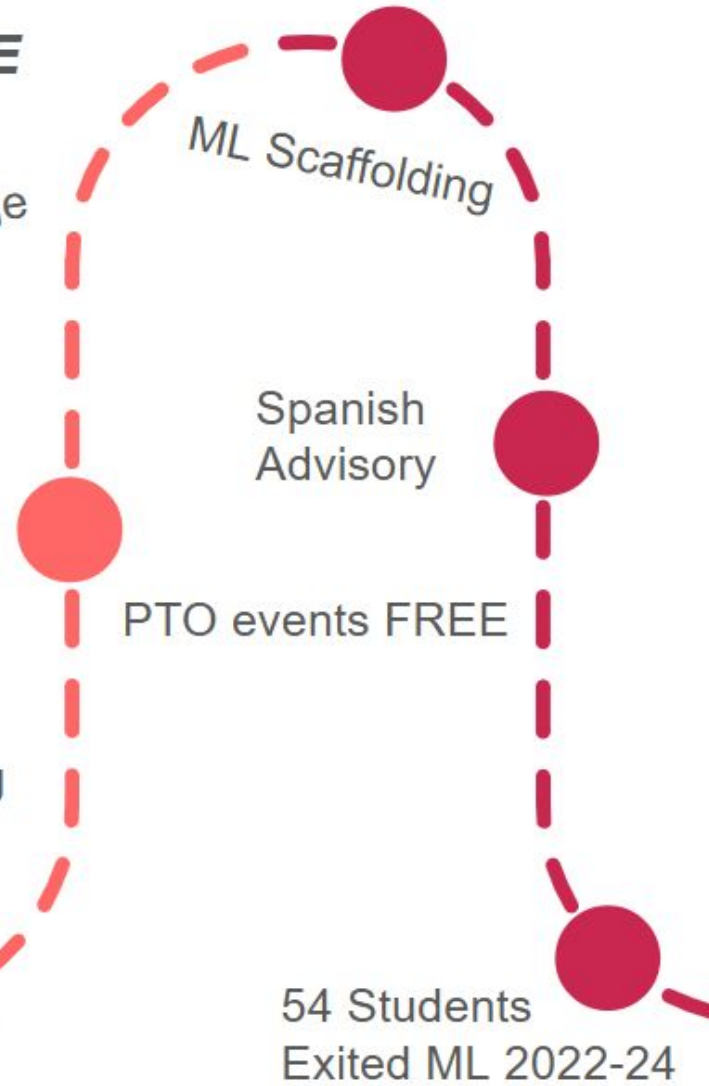 E
e
ML Scaffolding
Spanish
Advisory
PTO events FREE
54 Students
Exited ML 2022-24